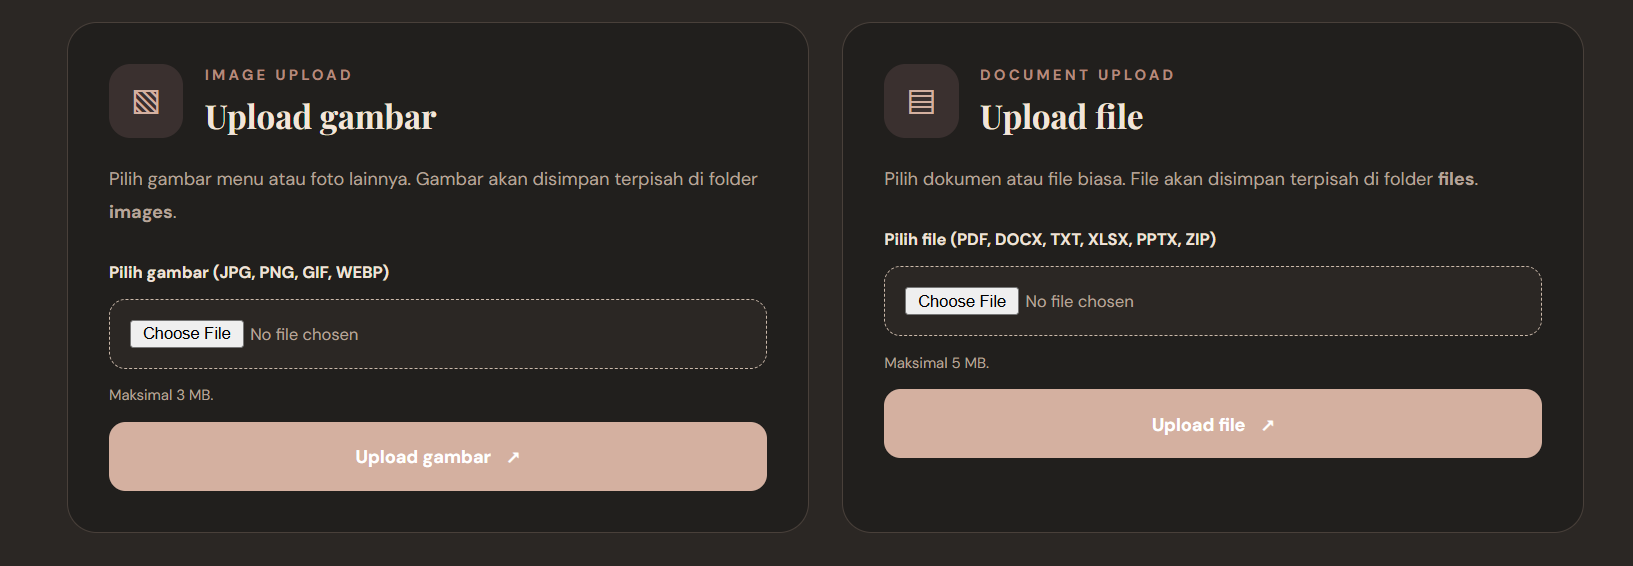 IMAGE UPLOAD
Upload gambar
Pilih gambar menu atau foto lainnya. Gambar akan disimpan terpisah di folder
images.
Pilih gambar (JPG, PNG, GIF, WEBP)
Choose File No file chosen
Maksimal 3 MB.
Upload gambar ↗
DOCUMENT UPLOAD
Upload file
Pilih dokumen atau file biasa. File akan disimpan terpisah di folder files.
Pilih file (PDF, DOCX, TXT, XLSX, PPTX, ZIP)
Choose File No file chosen
Maksimal 5 MB.
Upload file ↗